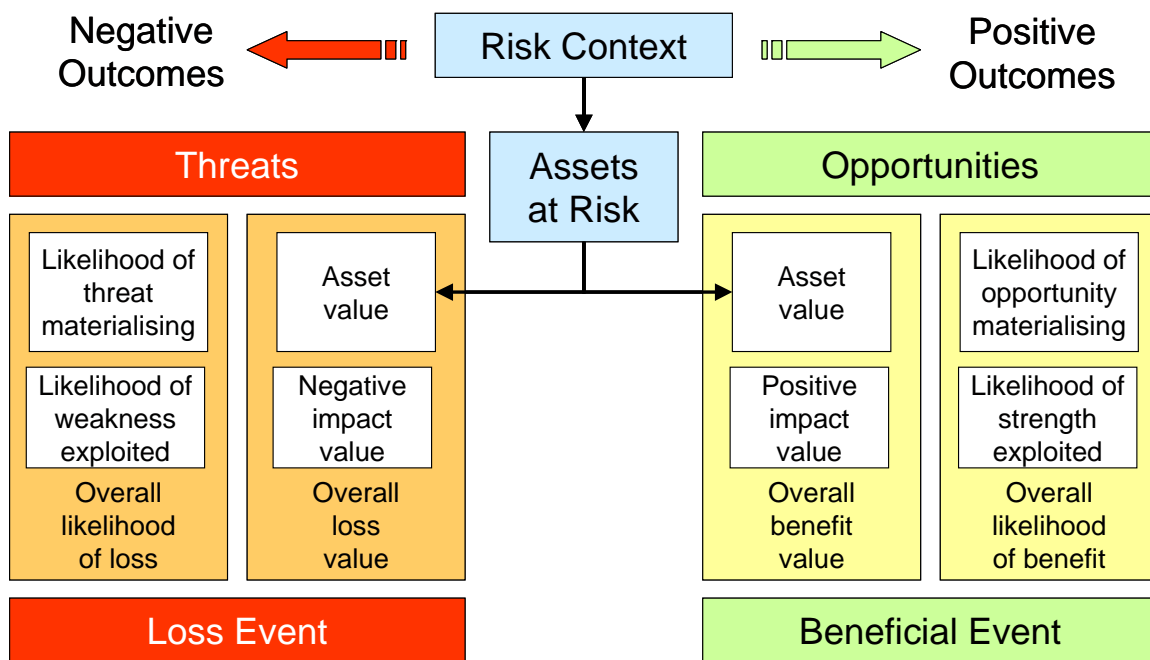 Negative
Outcomes
Risk Context
Positive
Outcomes
Threats
Assets
at Risk
Opportunities
Likelihood of
threat
materialising
Asset
value
Asset
value
Likelihood of
opportunity
materialising
Likelihood of
weakness
exploited
Negative
impact
value
Positive
impact
value
Likelihood of
strength
exploited
Overall
likelihood
of loss
Overall
loss
value
Overall
benefit
value
Overall
likelihood
of benefit
Loss Event
Beneficial Event